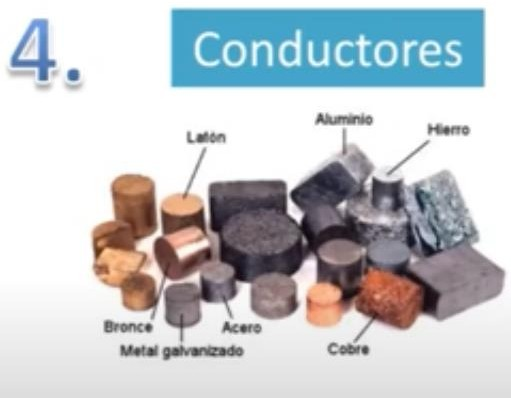 4.
Conductores
Aluminio
Hierro
Latón
Bronce
Acero
Metal galvanizado
Cobre